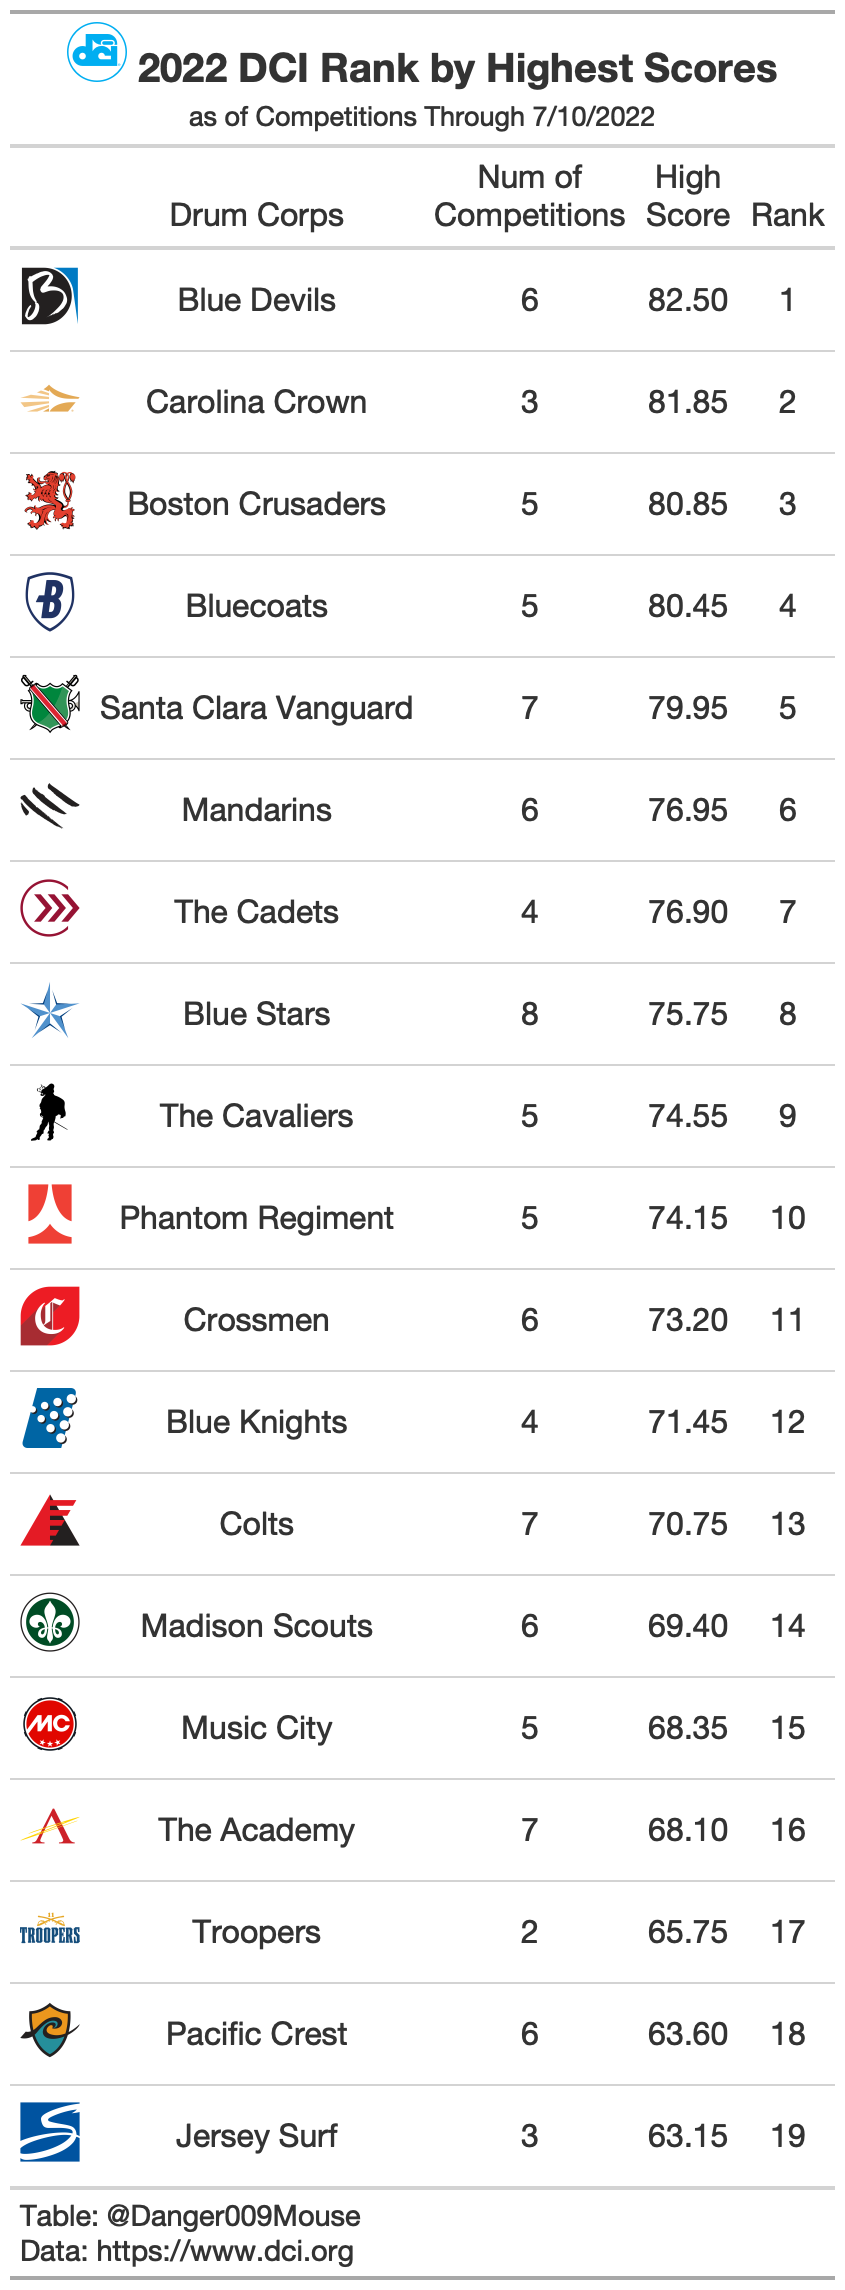 dci
2022 DCI Rank by Highest Scores
as of Competitions Through 7/10/2022
Drum Corps Num of Competitions High Score Rank
B Blue Devils 6 82.50 1
Carolina Crown 3 81.85 2
Boston Crusaders 5 80.85 3
B Bluecoats 5 80.45 4
Santa Clara Vanguard 7 79.95 5
Mandarins 6 76.95 6
The Cadets 4 76.90 7
Blue Stars 8 75.75 8
The Cavaliers 5 74.55 9
Phantom Regiment 5 74.15 10
C Crossmen 6 73.20 11
Blue Knights 4 71.45 12
Colts 7 70.75 13
Madison Scouts 6 69.40 14
MC Music City 5 68.35 15
A The Academy 7 68.10 16
TROOPERS Troopers 2 65.75 17
Pacific Crest 6 63.60 18
S Jersey Surf 3 63.15 19
Table: @Danger009Mouse
Data: https://www.dci.org